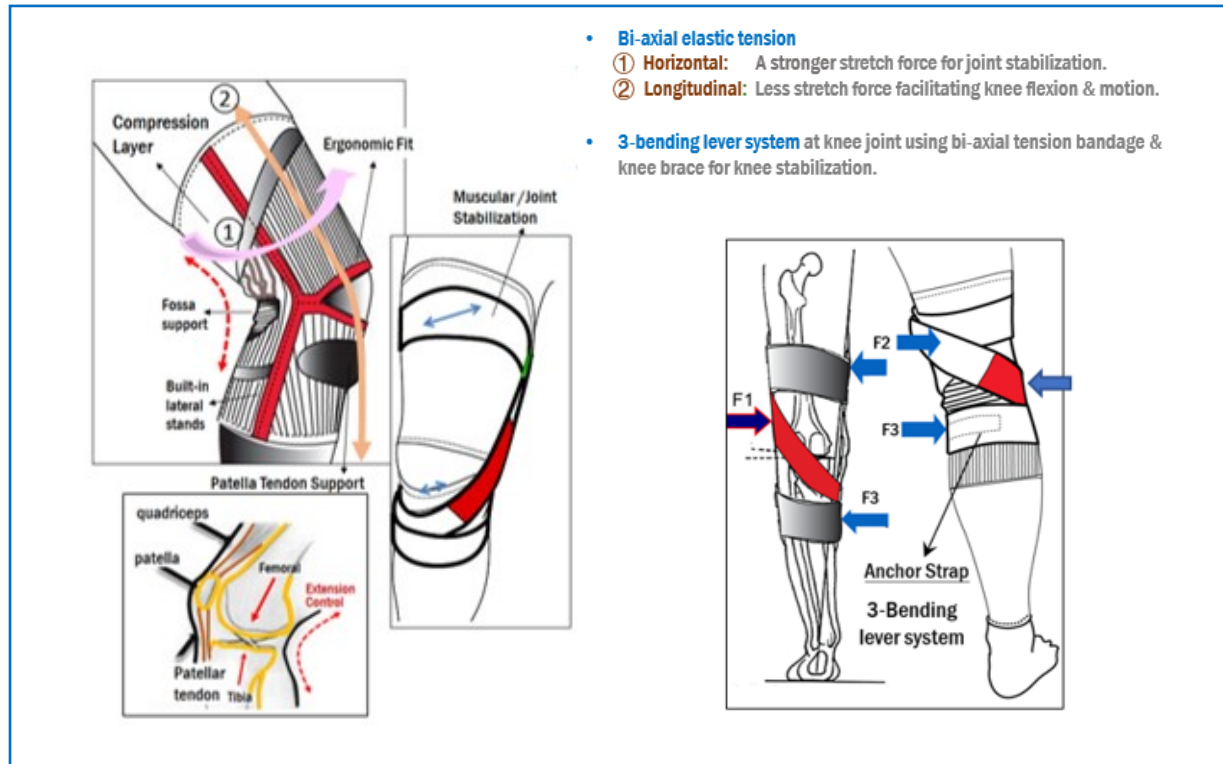 • Bi-axial elastic tension
① Horizontal: A stronger stretch force for joint stabilization.
② Longitudinal: Less stretch force facilitating knee flexion & motion.
• 3-bending lever system at knee joint using bi-axial tension bandage &
knee brace for knee stabilization.
②
Compression
Layer
Ergonomic Fit
①
Fossa
support
Built-in
lateral
stands
Patella Tendon Support
Muscular /Joint
Stabilization
quadriceps
patella
Femoral
Extension
Control
Patellar
tendon
Tibia
F2
F1
F3
F3
Anchor Strap
3-Bending
lever system